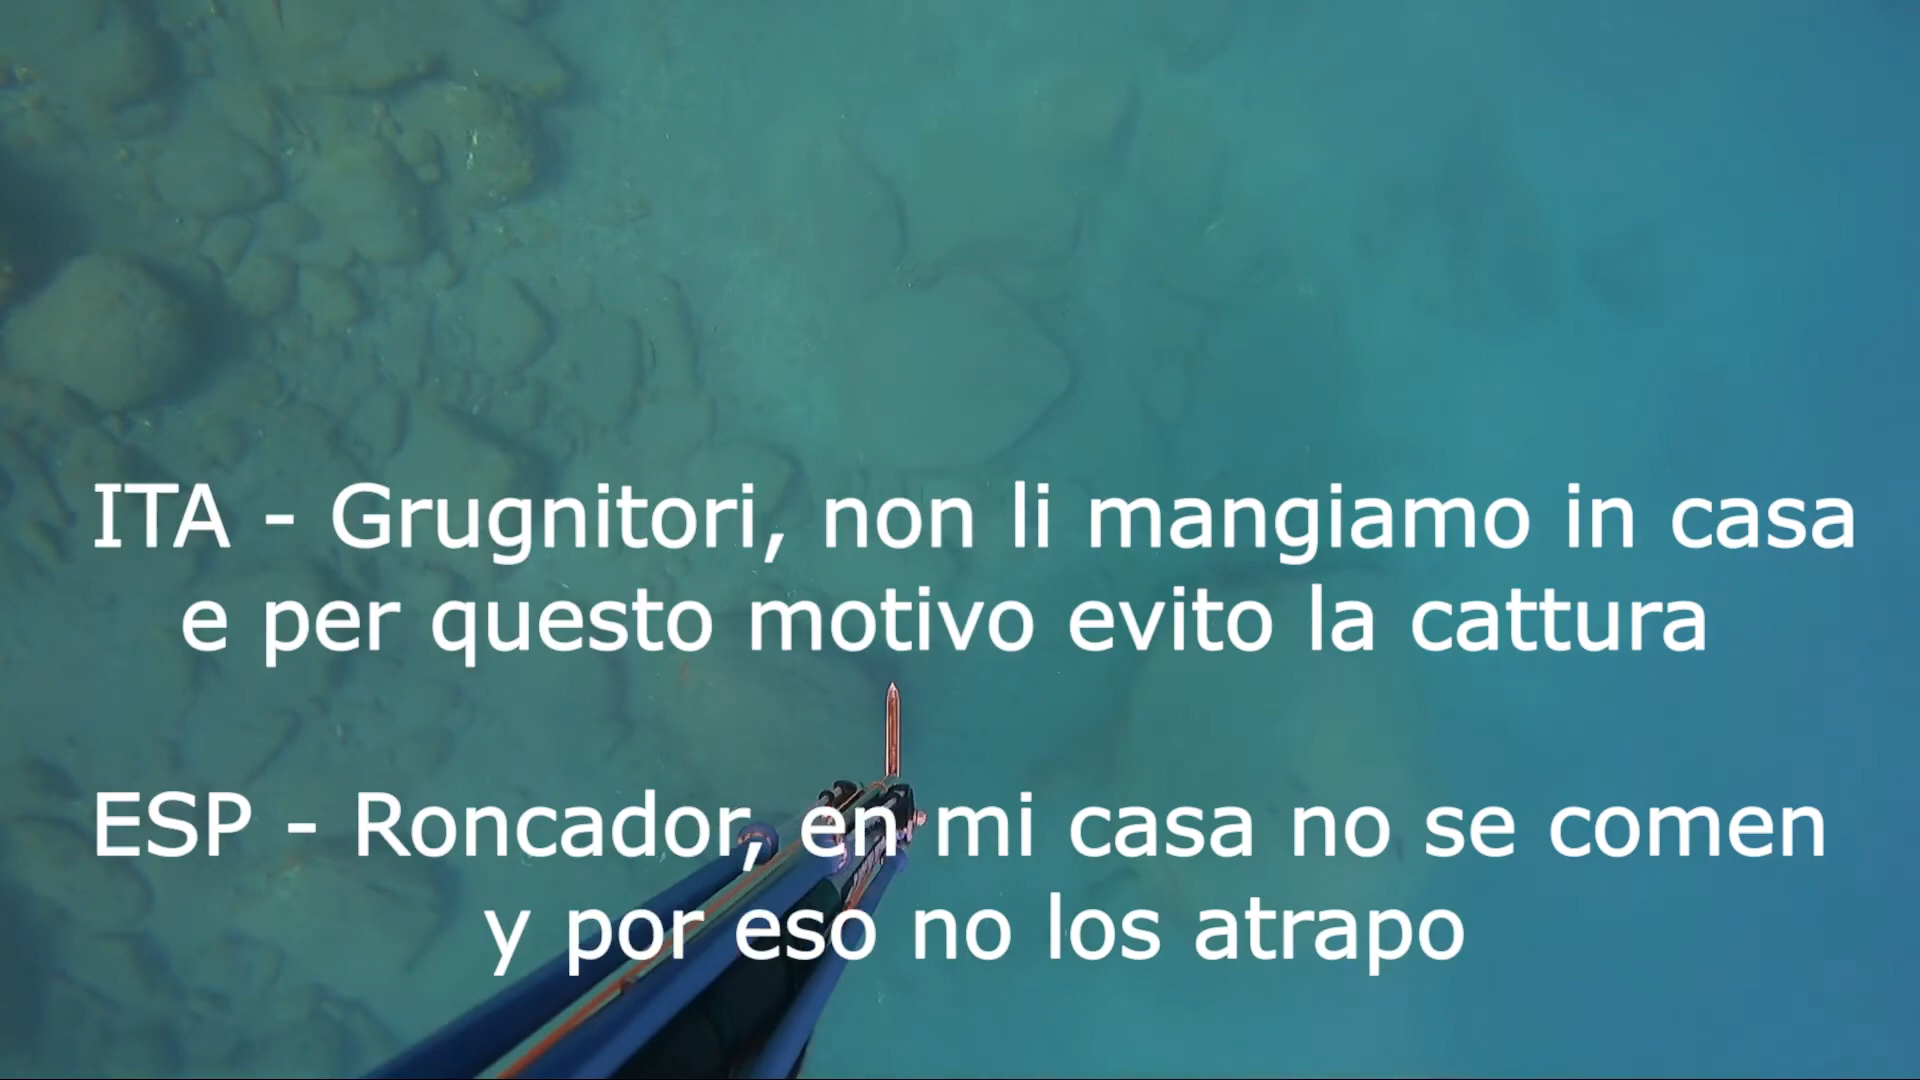 ITA - Grugnitori, non li mangiamo in casa
e per questo motivo evito la cattura
ESP - Roncador, en mi casa no se comen
y por eso no los atrapo